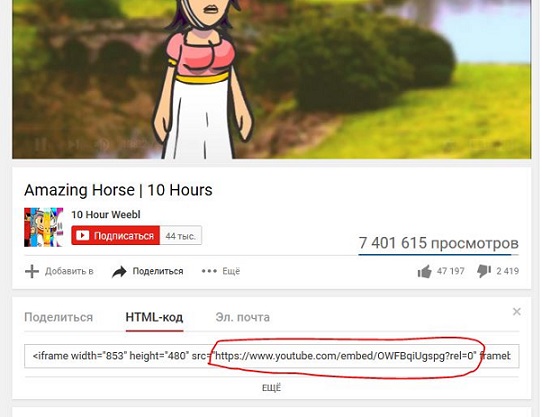 Amazing Horse | 10 Hours
10 Hour Weebl
Подписаться 44 тыс.
7 401 615 просмотров
Добавить в Поделиться Ещё 47 197 2 419
Поделиться HTML-код Эл. почта
<iframe width="853" height="480" src="https://www.youtube.com/embed/OWFBqiUgspg?rel=0" frameb
ЕЩЁ